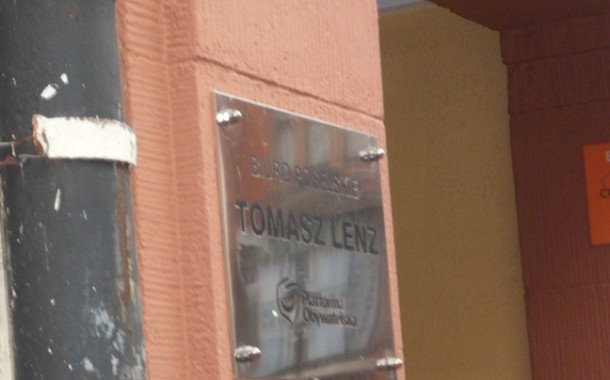 BIURO POSELSKIE
TOMASZ LENZ
Platforma
Obywatelska